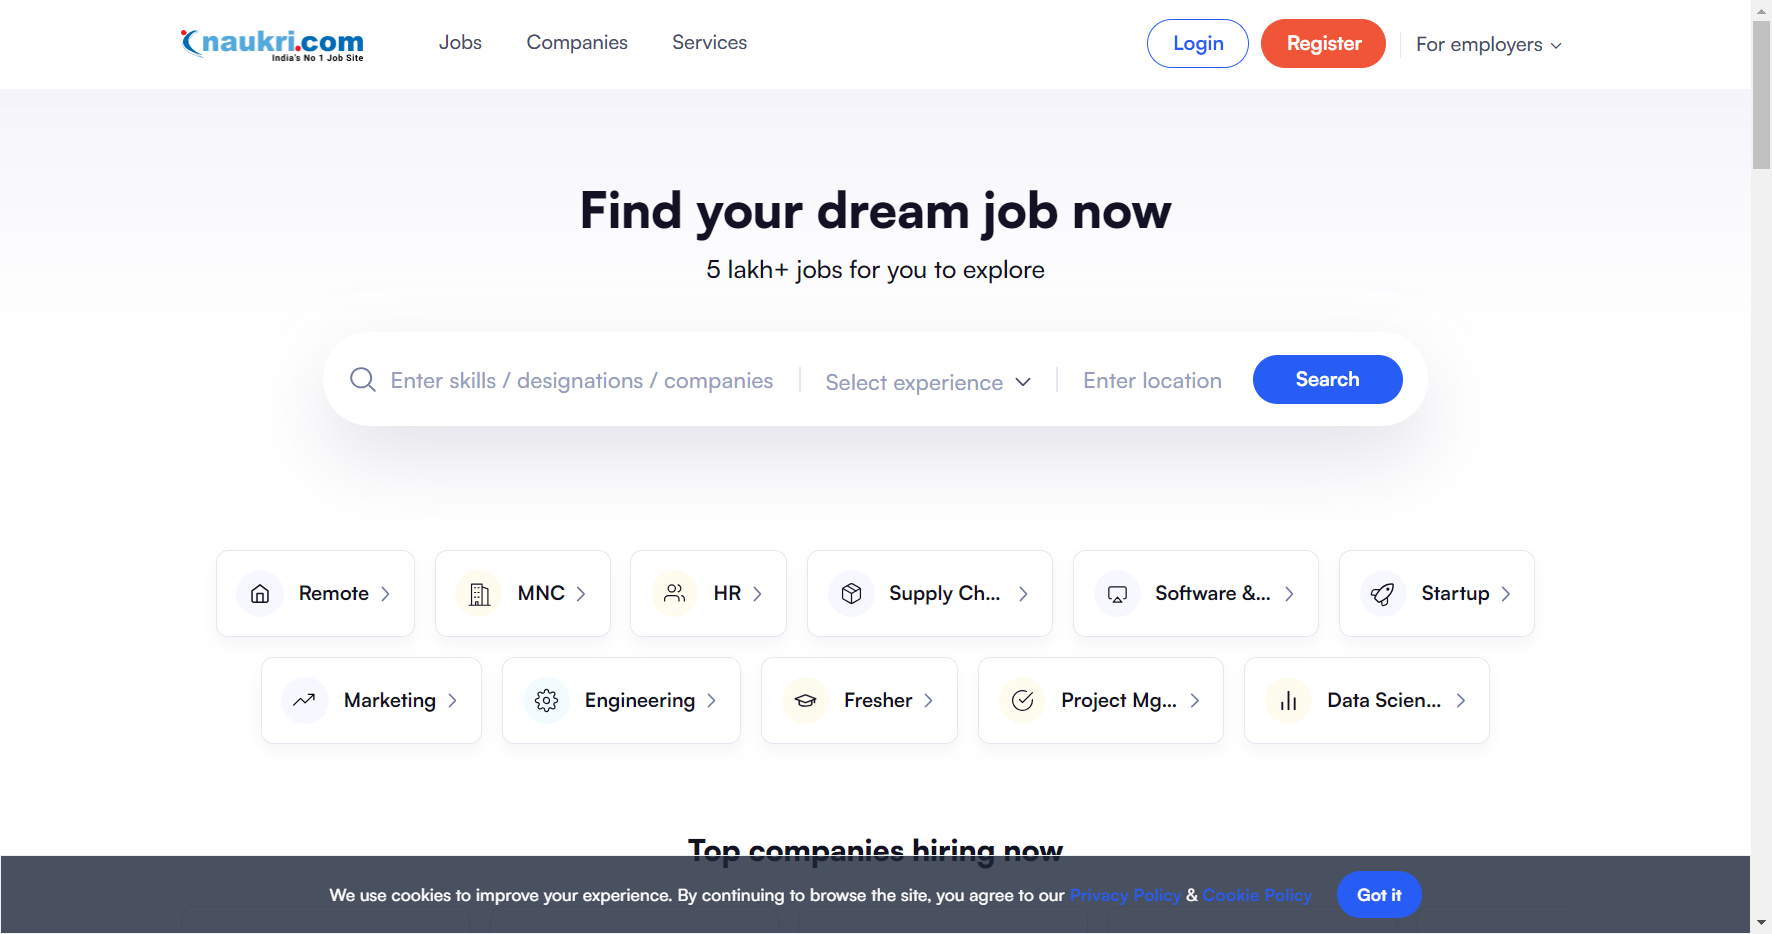 naukri.com
India's No 1 Job Site
Jobs Companies Services
Login Register For employers
Find your dream job now
5 lakh+ jobs for you to explore
Enter skills / designations / companies Select experience Enter location Search
Remote MNC HR Supply Ch... Software &... Startup
Marketing Engineering Fresher Project Mg... Data Scien...
Top companies hiring now
We use cookies to improve your experience. By continuing to browse the site, you agree to our Privacy Policy & Cookie Policy Got it